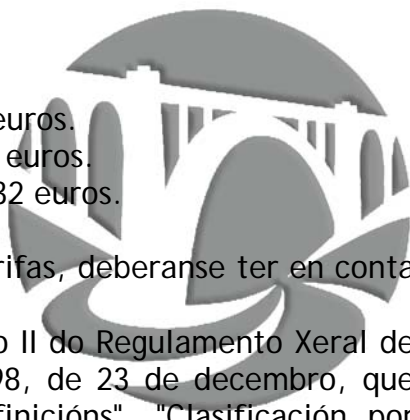 euros.
euros.
32 euros.
rifas, deberanse ter en conta
o II do Regulamento Xeral de
98, de 23 de decembro, que
finicións", "Clasificación por